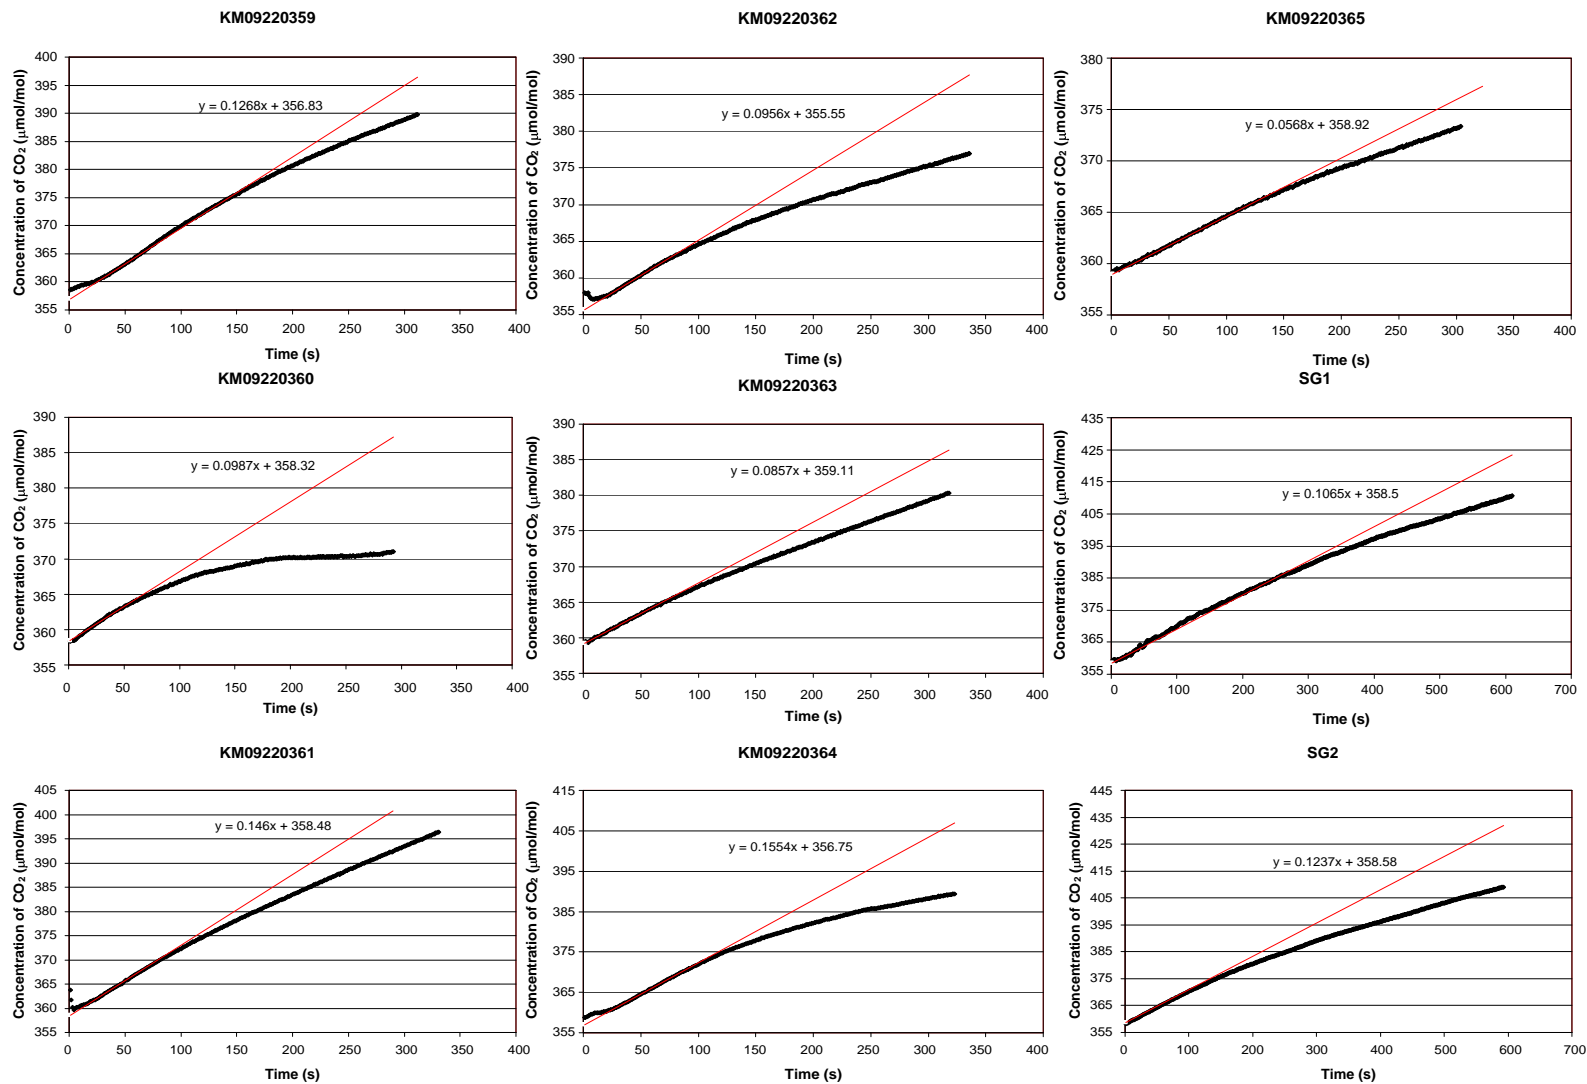 KM09220359
Concentration of CO₂ (μmol/mol)
400
395
390
385
380
375
370
365
360
355
y = 0.1268x + 356.83
0 50 100 150 200 250 300 350 400
Time (s)
KM09220362
Concentration of CO₂ (μmol/mol)
390
385
380
375
370
365
360
355
y = 0.0956x + 355.55
0 50 100 150 200 250 300 350 400
Time (s)
KM09220365
Concentration of CO₂ (μmol/mol)
380
375
370
365
360
355
y = 0.0568x + 358.92
0 50 100 150 200 250 300 350 400
Time (s)
KM09220360
Concentration of CO₂ (μmol/mol)
390
385
380
375
370
365
360
355
y = 0.0987x + 358.32
0 50 100 150 200 250 300 350 400
Time (s)
KM09220363
Concentration of CO₂ (μmol/mol)
390
385
380
375
370
365
360
355
y = 0.0857x + 359.11
0 50 100 150 200 250 300 350 400
Time (s)
SG1
Concentration of CO₂ (μmol/mol)
435
425
415
405
395
385
375
365
355
y = 0.1065x + 358.5
0 100 200 300 400 500 600 700
Time (s)
KM09220361
Concentration of CO₂ (μmol/mol)
405
400
395
390
385
380
375
370
365
360
355
y = 0.146x + 358.48
0 50 100 150 200 250 300 350 400
Time (s)
KM09220364
Concentration of CO₂ (μmol/mol)
415
405
395
385
375
365
355
y = 0.1554x + 356.75
0 50 100 150 200 250 300 350 400
Time (s)
SG2
Concentration of CO₂ (μmol/mol)
445
435
425
415
405
395
385
375
365
355
y = 0.1237x + 358.58
0 100 200 300 400 500 600 700
Time (s)